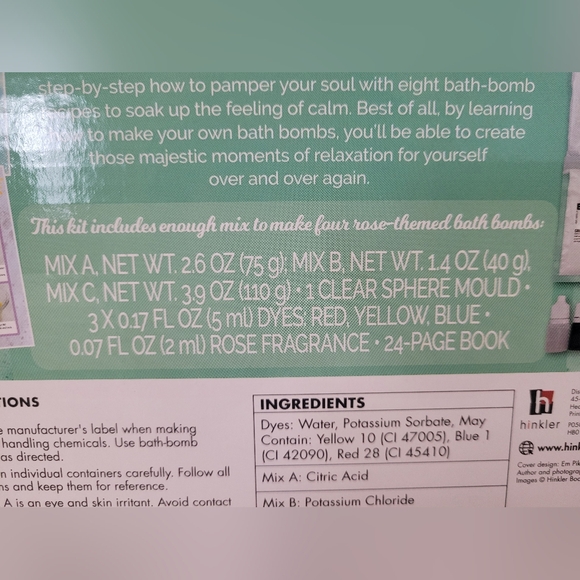 step-by-step how to pamper your soul with eight bath-bomb
recipes to soak up the feeling of calm. Best of all, by learning
how to make your own bath bombs, you'll be able to create
those majestic moments of relaxation for yourself
over and over again.
This kit includes enough mix to make four rose-themed bath bombs:
MIX A, NET WT. 2.6 OZ (75 g); MIX B, NET WT. 1.4 OZ (40 g),
MIX C, NET WT. 3.9 OZ (110 g) • 1 CLEAR SPHERE MOULD •
3 X 0.17 FL OZ (5 ml) DYES; RED, YELLOW, BLUE •
0.07 FL OZ (2 ml) ROSE FRAGRANCE • 24-PAGE BOOK
TIONS
manufacturer's label when making
handling chemicals. Use bath-bomb
as directed.
n individual containers carefully. Follow all
ns and keep them for reference.
A is an eye and skin irritant. Avoid contact
INGREDIENTS
Dyes: Water, Potassium Sorbate, May
Contain: Yellow 10 (CI 47005), Blue 1
(CI 42090), Red 28 (CI 45410)
Mix A: Citric Acid
Mix B: Potassium Chloride
h
hinkler
www.hink
Cover design: Em Pik
Author and photograp
Images © Hinkler Boo